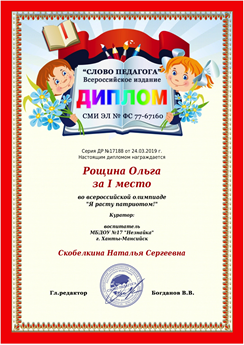 "СЛОВО ПЕДАГОГА"
Всероссийское издание
ДИПЛОМ
СМИ ЭЛ № ФС 77-67160
Серия ДР №17188 от 24.03.2019 г.
Настоящим дипломом награждается
Рощина Ольга
за I место
во всероссийской олимпиаде
"Я расту патриотом!"
Куратор:
воспитатель
МБДОУ №17 "Незнайка"
г. Ханты-Мансийск
Скобелкина Наталья Сергеевна
Гл.редактор Богданов В.В.